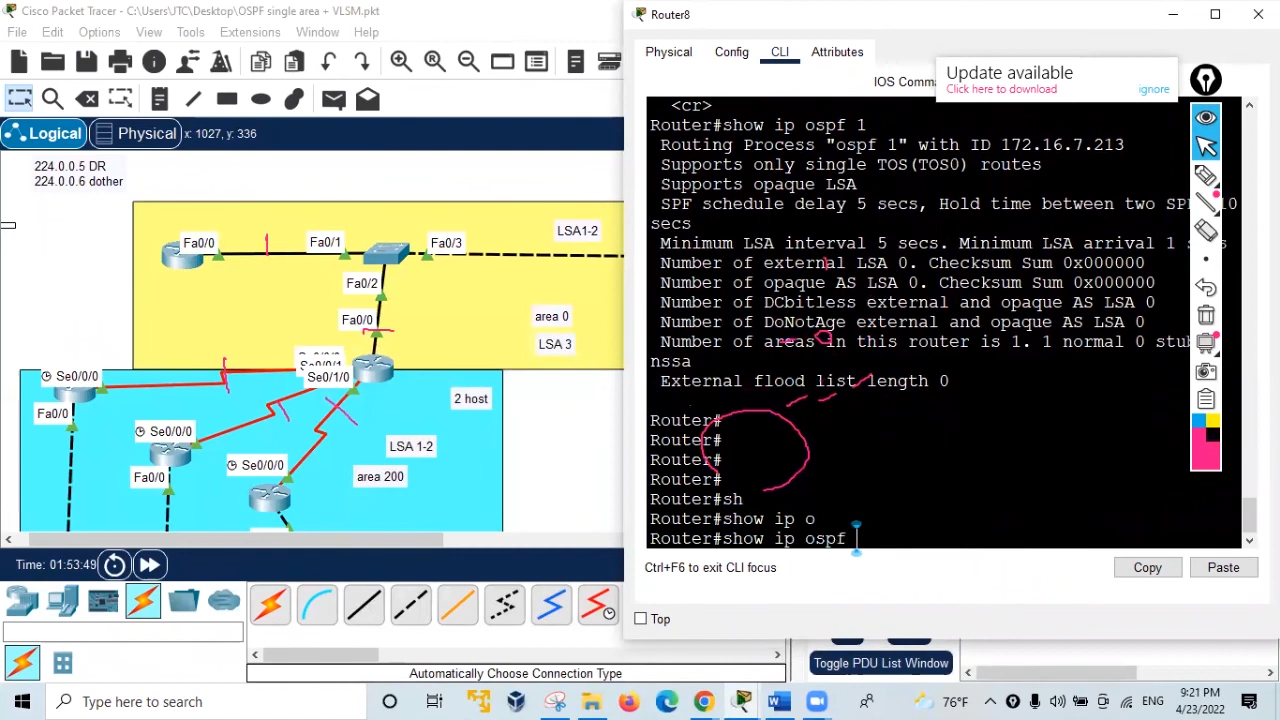 Cisco Packet Tracer - C:\Users\JTC\Desktop\OSPF single area + VLSM.pkt
File Edit Options View Tools Extensions Window Help
Logical Physical x: 1027, y: 336
224.0.0.5 DR
224.0.0.6 dother
Fa0/0 Fa0/1 Fa0/3 LSA1-2
Fa0/2
Fa0/0 area 0
LSA 3
Se0/1/0
Se0/0/0
Fa0/0 2 host
Se0/0/0
LSA 1-2
Se0/0/0
Fa0/0 area 200
Time: 01:53:49
Automatically Choose Connection Type
Router8
Physical Config CLI Attributes
IOS Comma
Update available
Click here to download ignore
<cr>
Router#show ip ospf 1
Routing Process "ospf 1" with ID 172.16.7.213
Supports only single TOS(TOS0) routes
Supports opaque LSA
SPF schedule delay 5 secs, Hold time between two SPF 10
secs
Minimum LSA interval 5 secs. Minimum LSA arrival 1 s
Number of external LSA 0. Checksum Sum 0x000000
Number of opaque AS LSA 0. Checksum Sum 0x000000
Number of DCbitless external and opaque AS LSA 0
Number of DoNotAge external and opaque AS LSA 0
Number of areas in this router is 1. 1 normal 0 stub
nssa
External flood list length 0
Router#
Router#
Router#
Router#
Router#sh
Router#show ip o
Router#show ip ospf
Ctrl+F6 to exit CLI focus Copy Paste
Top
Toggle PDU List Window
Type here to search
76°F ENG
9:21 PM
4/23/2022